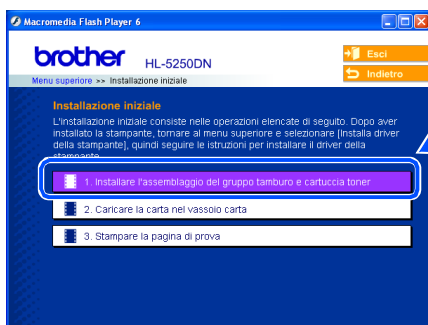 Macromedia Flash Player 6
brother HL-5250DN
Esci
Indietro
Menu superiore >> Installazione iniziale
Installazione iniziale
L'installazione iniziale consiste nelle operazioni elencate di seguito. Dopo aver
installato la stampante, tornare al menu superiore e selezionare [Installa driver
della stampante], quindi seguire le istruzioni per installare il driver della
stampante.
1. Installare l'assemblaggio del gruppo tamburo e cartuccia toner
2. Caricare la carta nel vassoio carta
3. Stampare la pagina di prova